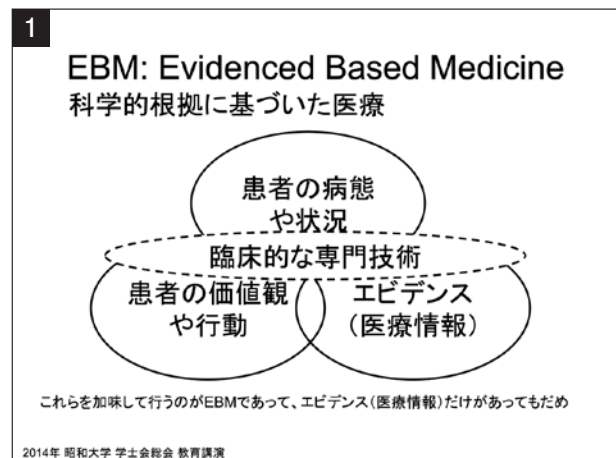 1
EBM: Evidenced Based Medicine
科学的根拠に基づいた医療
患者の病態
や状況
臨床的な専門技術
患者の価値観
や行動
エビデンス
(医療情報)
これらを加味して行うのがEBMであって、エビデンス(医療情報)だけがあってもだめ
2014年 昭和大学 学士会総会 教育講演